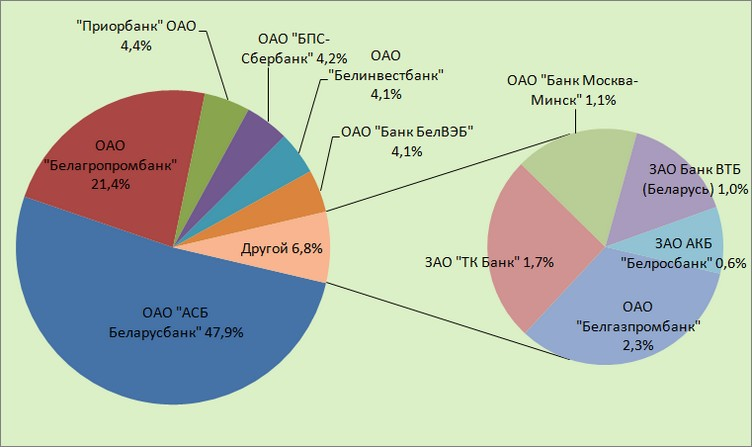 "Приорбанк" ОАО
4,4%
ОАО "БПС-
Сбербанк" 4,2%
ОАО
"Белинвестбанк"
4,1%
ОАО "Банк БелВЭБ"
4,1%
ОАО
"Белагропромбанк"
21,4%
Другой 6,8%
ОАО "АСБ
Беларусбанк" 47,9%
ОАО "Банк Москва-
Минск" 1,1%
ЗАО Банк ВТБ
(Беларусь) 1,0%
ЗАО "ТК Банк" 1,7%
ЗАО АКБ
"Белросбанк" 0,6%
ОАО
"Белгазпромбанк"
2,3%